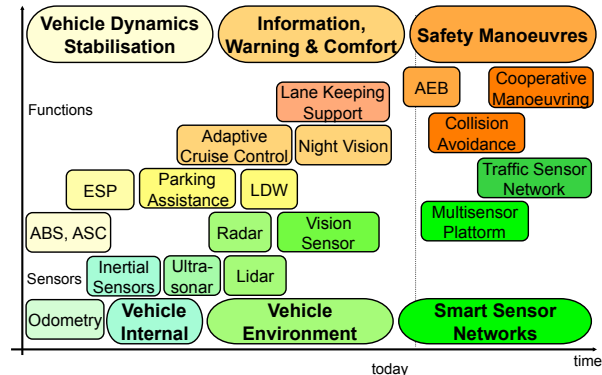 Vehicle Dynamics
Stabilisation
Information,
Warning & Comfort
Safety Manoeuvres
AEB
Cooperative
Manoeuvring
Lane Keeping
Support
Functions
Collision
Avoidance
Adaptive
Cruise Control
Night Vision
Traffic Sensor
Network
ESP
Parking
Assistance
LDW
Multisensor
Plattorm
ABS, ASC
Radar
Vision
Sensor
Sensors
Inertial
Sensors
Ultra-
sonar
Lidar
Odometry
Vehicle
Internal
Vehicle
Environment
Smart Sensor
Networks
today
time